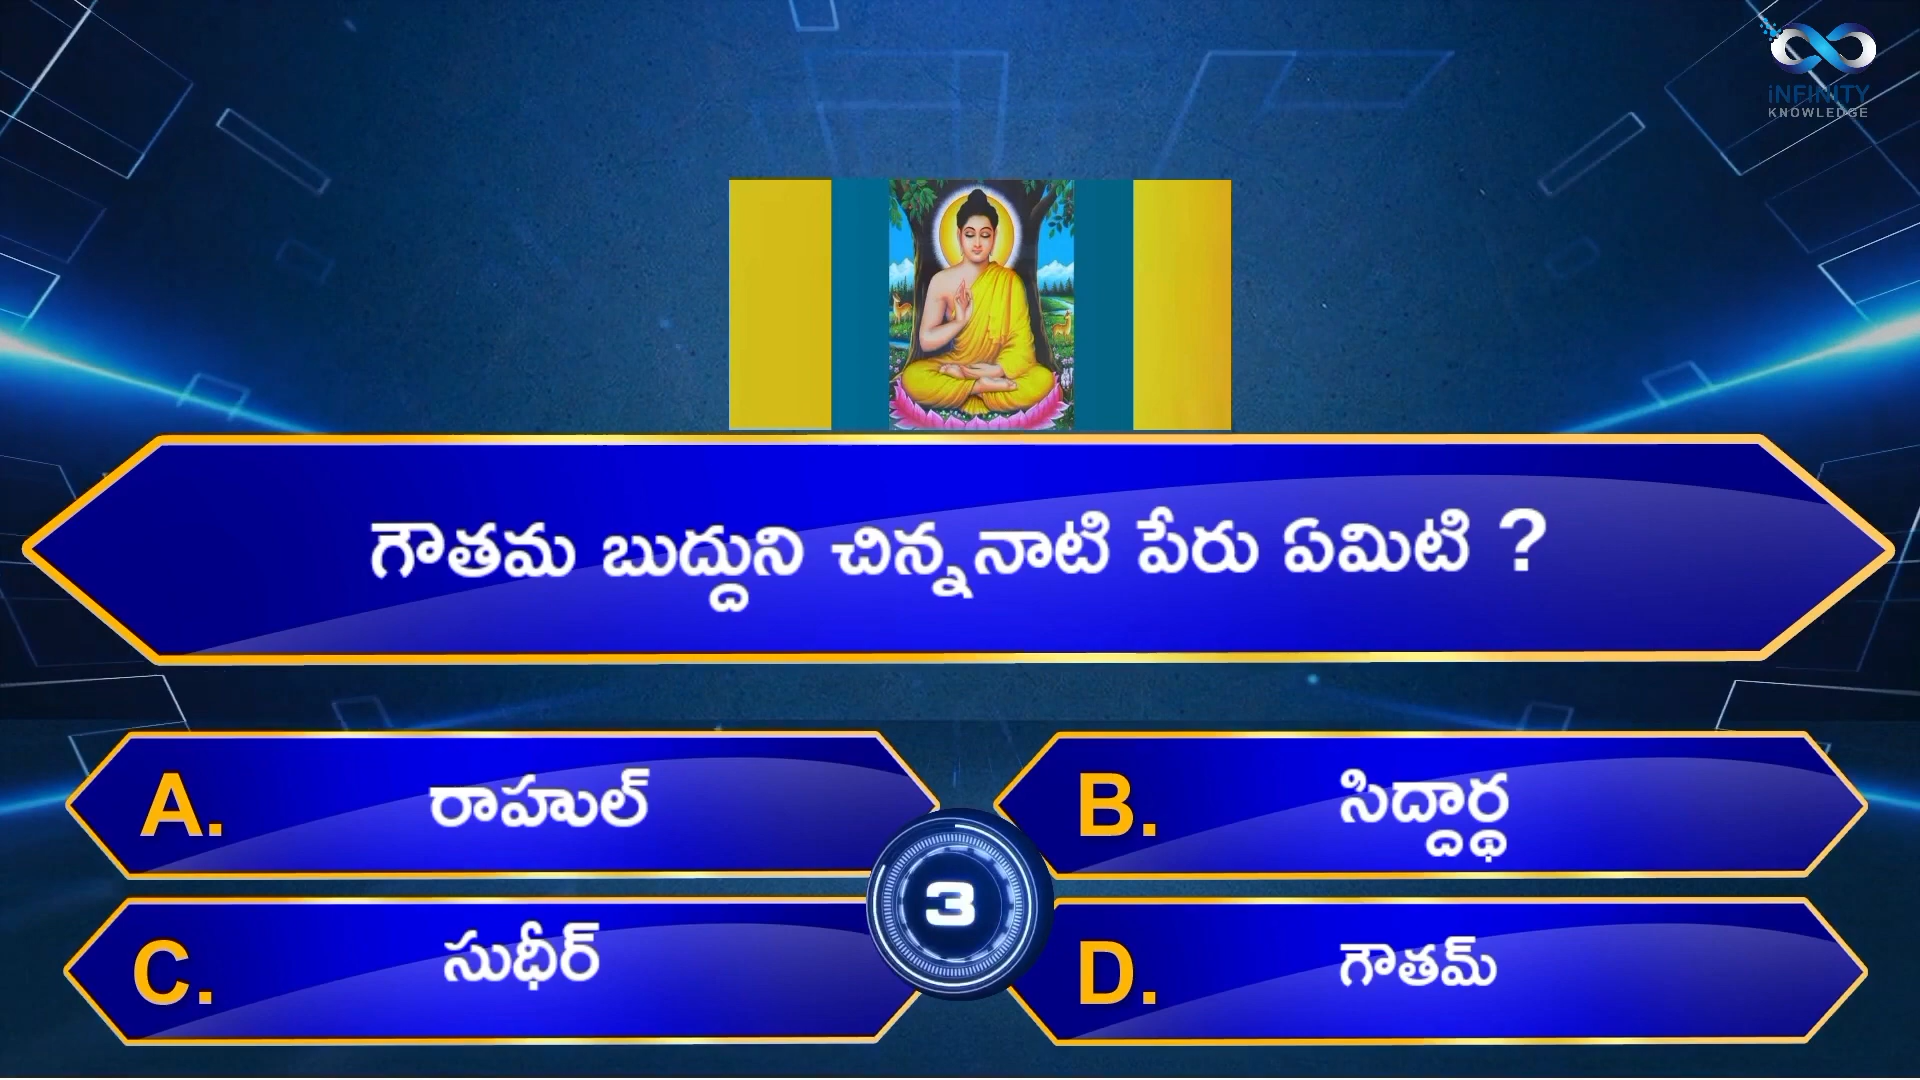 iNFINITY
KNOWLEDGE
గౌతమ బుద్దుని చిన్ననాటి పేరు ఏమిటి ?
A. రాహుల్
B. సిద్దార్థ
3
C. సుధీర్
D. గౌతమ్